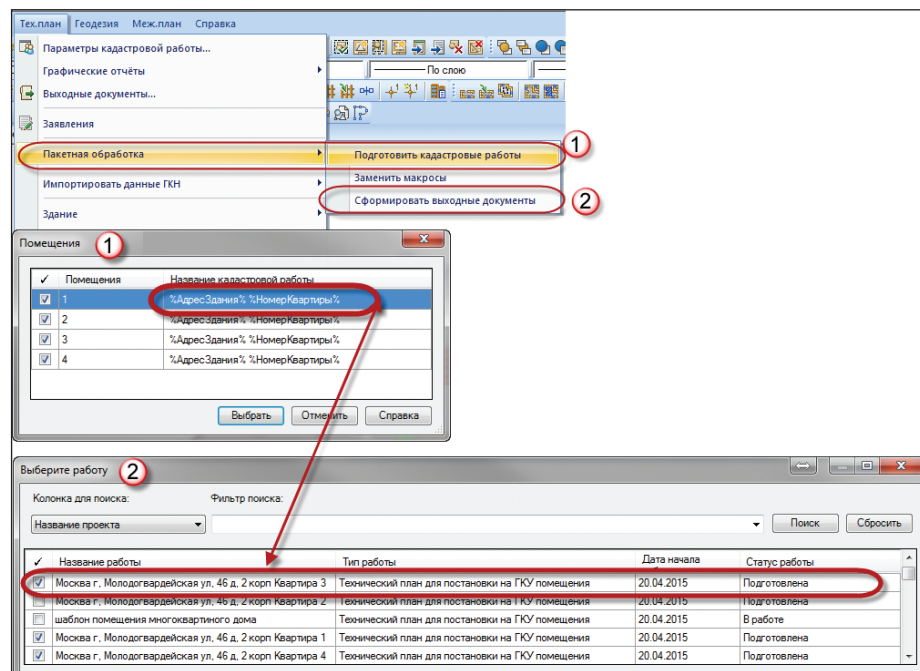 Тех.план Геодезия Меж.план Справка
Параметры кадастровой работы...
Графические отчёты
По слою
Выходные документы...
Заявления
Пакетная обработка
Подготовить кадастровые работы
1
Заменить макросы
Импортировать данные ГКН
Сформировать выходные документы
2
Здание
Помещения 1
✓ Помещения Название кадастровой работы
1 %АдресЗдания% %НомерКвартиры%
2 %АдресЗдания% %НомерКвартиры%
3 %АдресЗдания% %НомерКвартиры%
4 %АдресЗдания% %НомерКвартиры%
Выбрать Отменить Справка
Выберите работу 2
Колонка для поиска: Фильтр поиска:
Название проекта Поиск Сбросить
✓ Название работы Тип работы Дата начала Статус работы
Москва г, Молодогвардейская ул, 46 д, 2 корп Квартира 3 Технический план для постановки на ГКУ помещения 20.04.2015 Подготовлена
Москва г, Молодогвардейская ул, 46 д, 2 корп Квартира 2 Технический план для постановки на ГКУ помещения 20.04.2015 Подготовлена
шаблон помещения многоквартиного дома Технический план для постановки на ГКУ помещения 20.04.2015 В работе
Москва г, Молодогвардейская ул, 46 д, 2 корп Квартира 1 Технический план для постановки на ГКУ помещения 20.04.2015 Подготовлена
Москва г, Молодогвардейская ул, 46 д, 2 корп Квартира 4 Технический план для постановки на ГКУ помещения 20.04.2015 Подготовлена